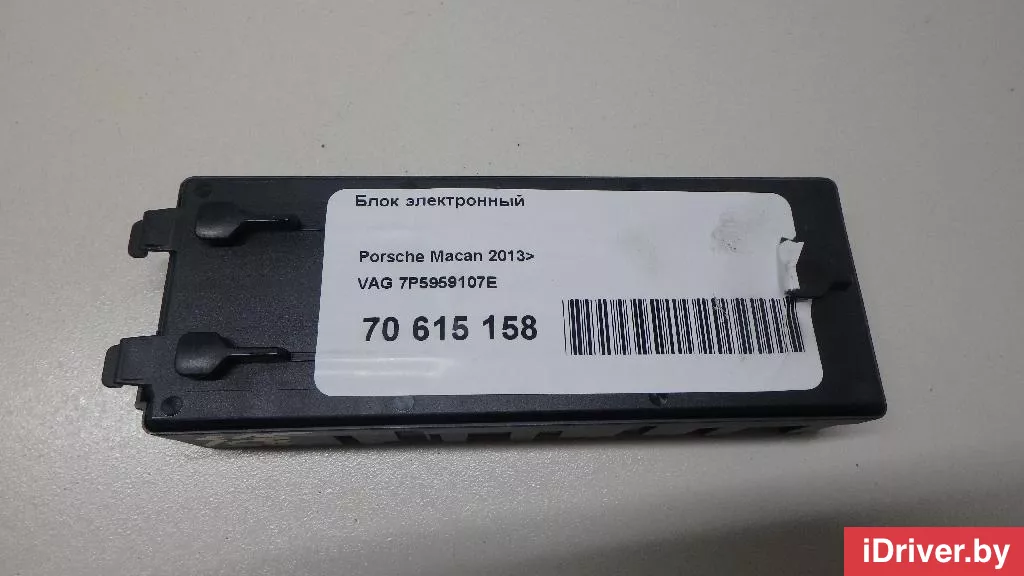 Блок электронный
Porsche Macan 2013>
VAG 7P5959107E
70 615 158
iDriver.by